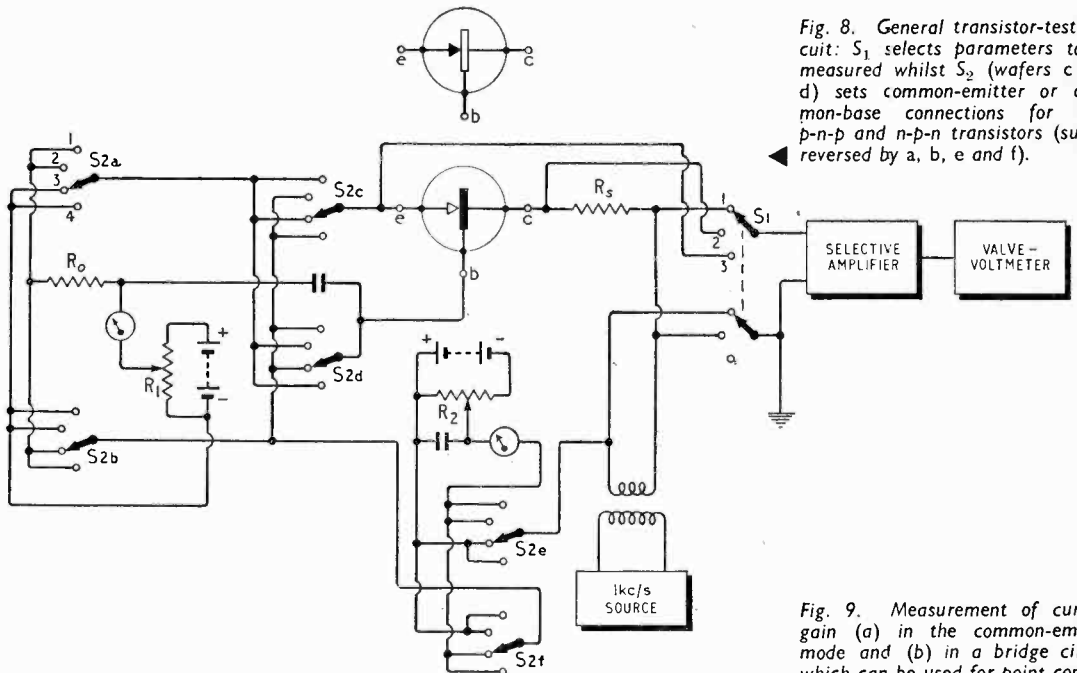 Fig. 8. General transistor-test
cuit: S1 selects parameters t
measured whilst S2 (wafers c
d) sets common-emitter or
mon-base connections for
p-n-p and n-p-n transistors (su
reversed by a, b, e and f).
e
c
b
1
2
3
4
S2a
S2c
e
c
b
Rs
1
2
3
S1
SELECTIVE
AMPLIFIER
VALVE-
VOLTMETER
Ro
R1
+
-
S2d
+
-
R2
S2b
S2e
S2f
1kc/s
SOURCE
Fig. 9. Measurement of cur
gain (a) in the common-em
mode and (b) in a bridge ci
which can be used for point con